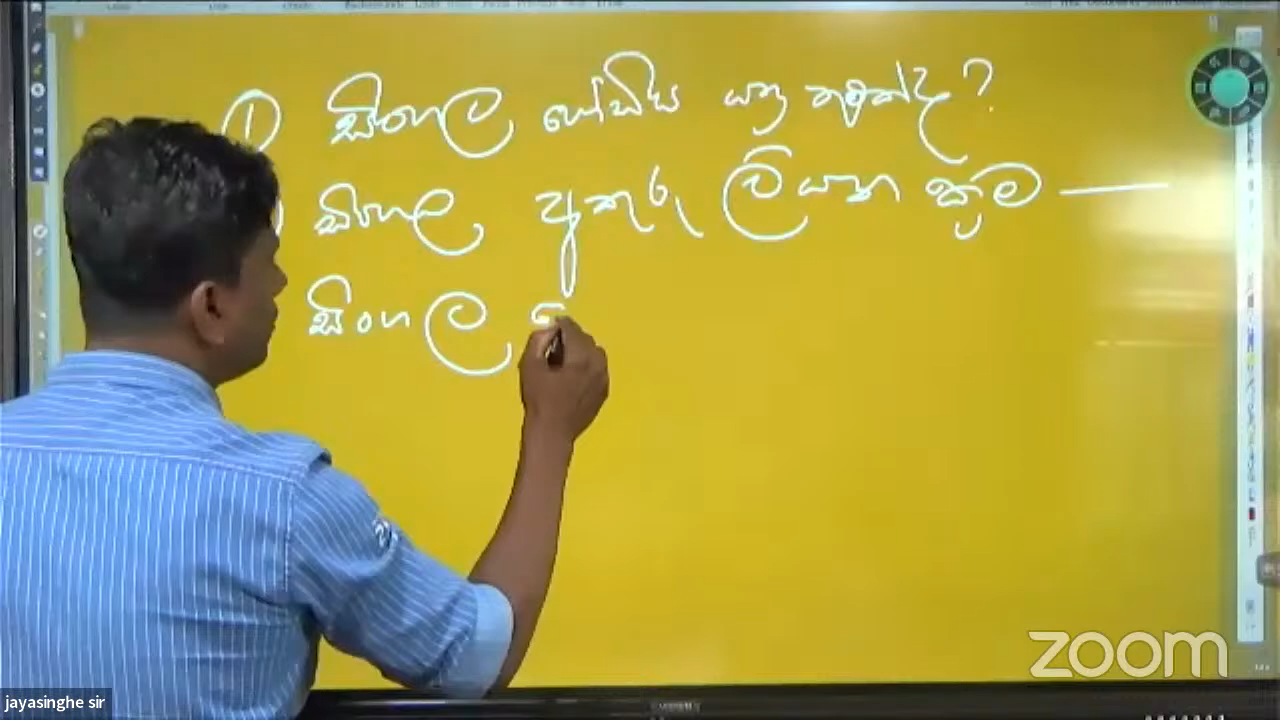 ① සිංහල හෝඩිය යනු කුමක්ද?
සිංහල අකුරු ලියන ක්‍රම —
සිංහල
zoom
jayasinghe sir